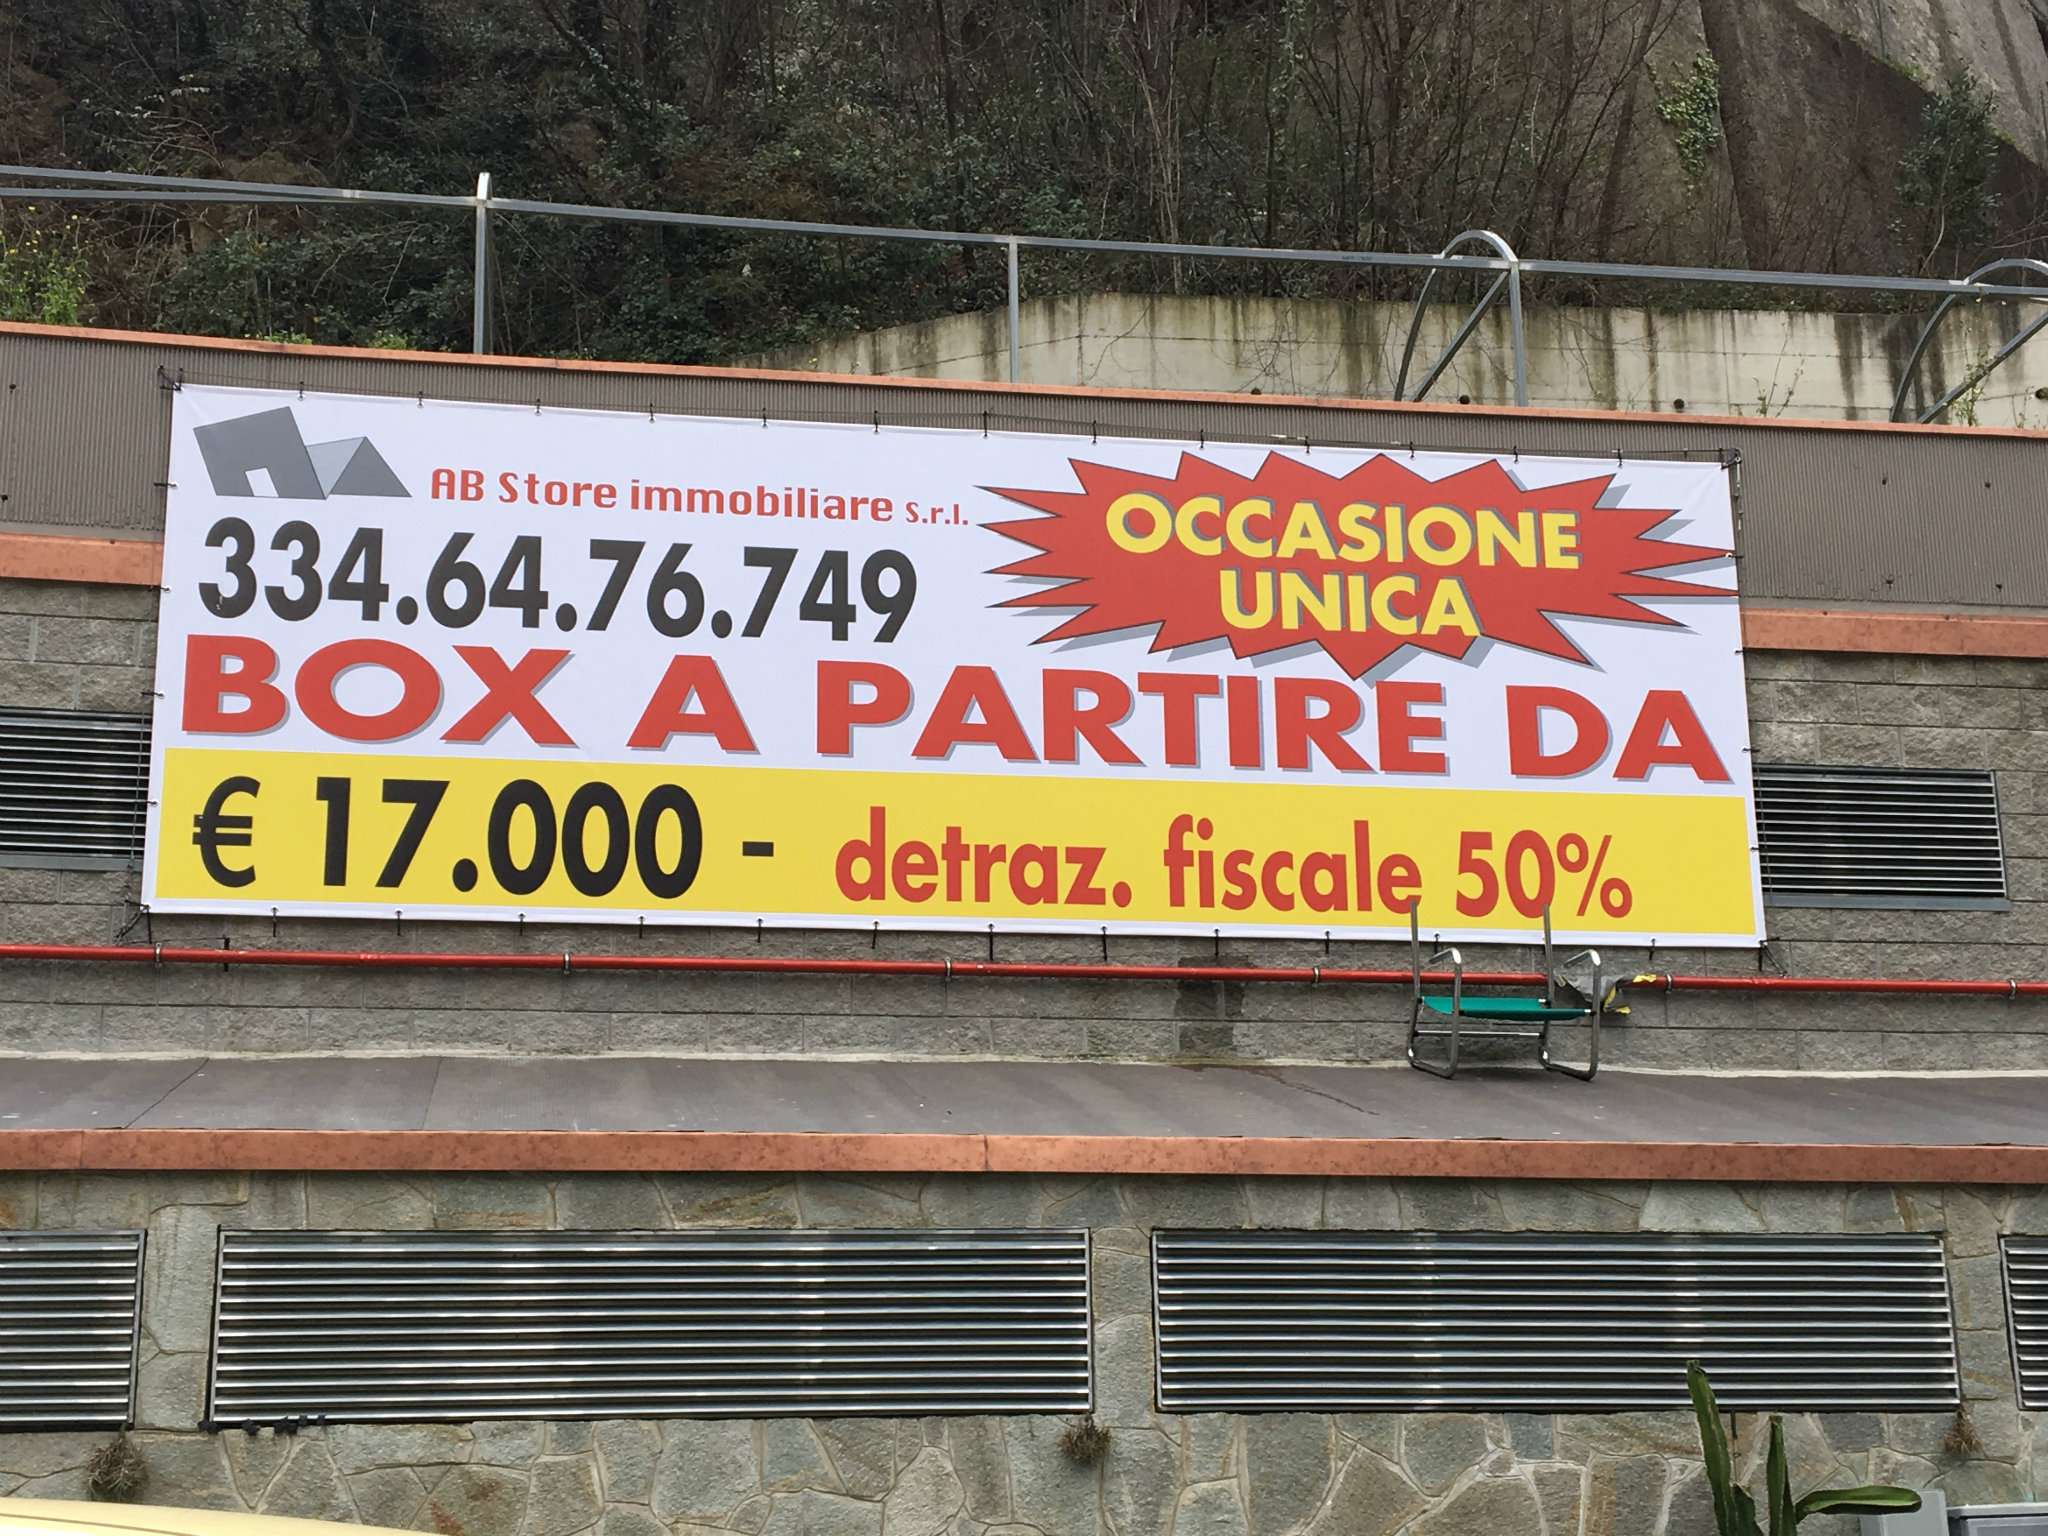 AB Store immobiliare S.r.l.
334.64.76.749
OCCASIONE
UNICA
BOX A PARTIRE DA
€ 17.000 - detraz. fiscale 50%